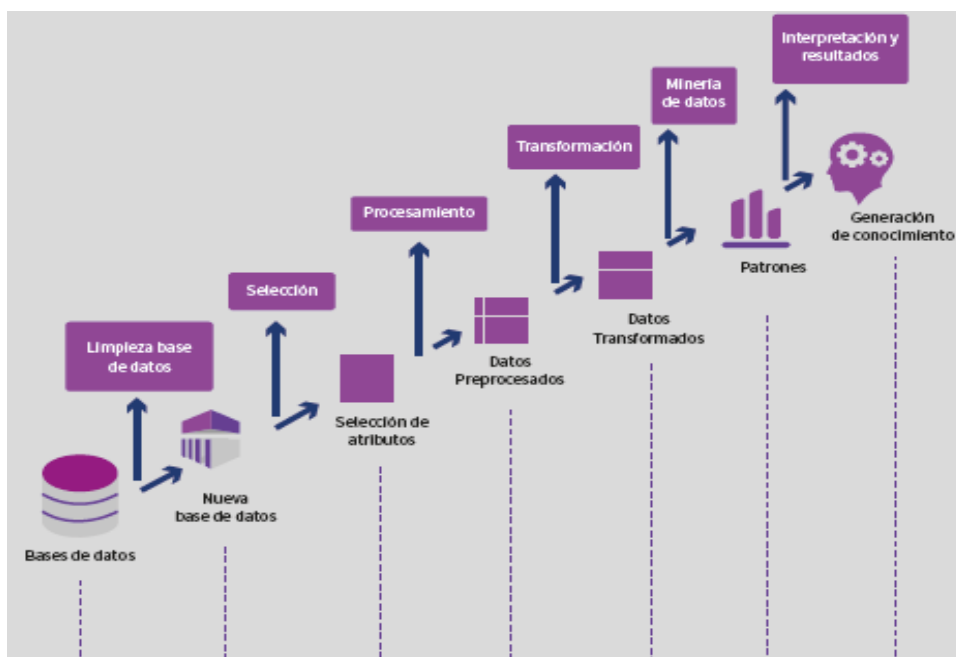 Interpretación y
resultados
Minería
de datos
Transformación
Procesamiento
Selección
Limpieza base
de datos
Generación
de conocimiento
Patrones
Datos
Transformados
Datos
Preprocesados
Selección de
atributos
Nueva
base de datos
Bases de datos